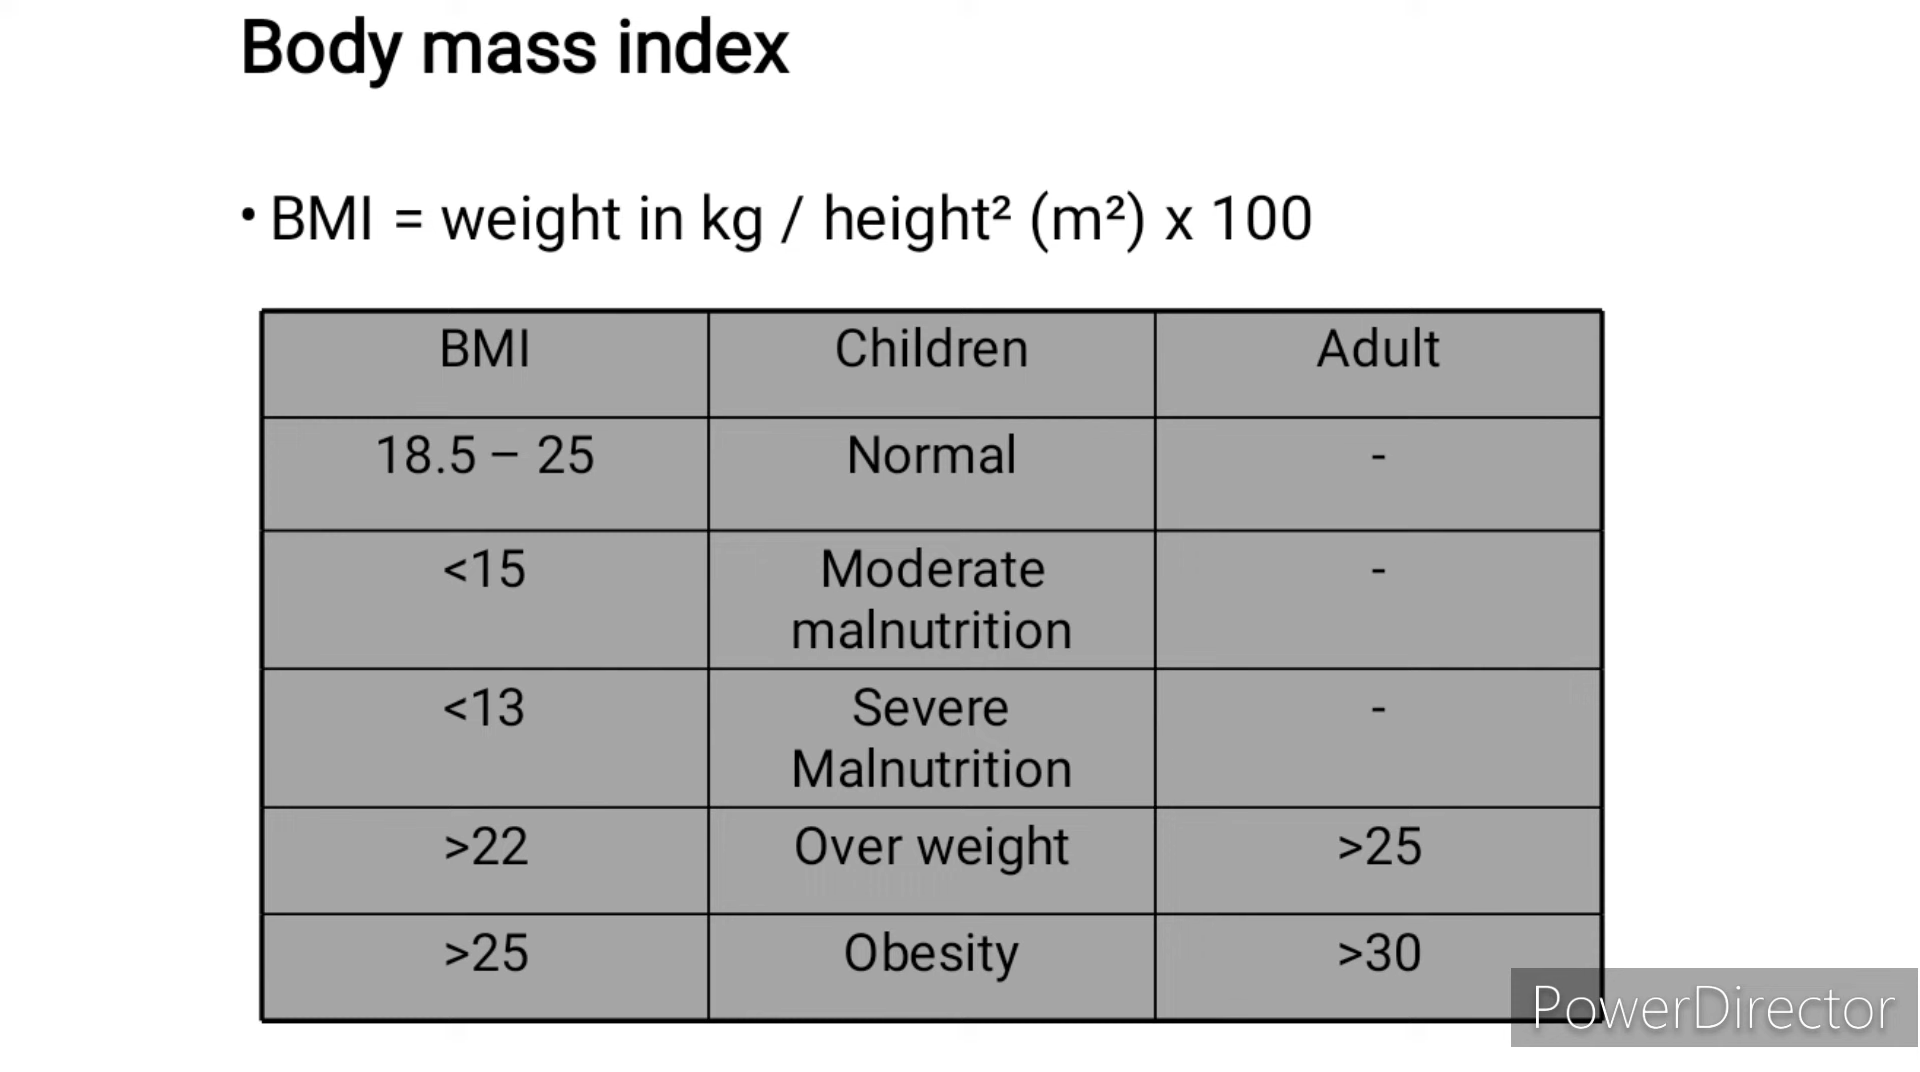 Body mass index
• BMI = weight in kg / height² (m²) x 100
BMI Children Adult
18.5 – 25 Normal -
<15 Moderate malnutrition -
<13 Severe Malnutrition -
>22 Over weight >25
>25 Obesity >30
PowerDirector